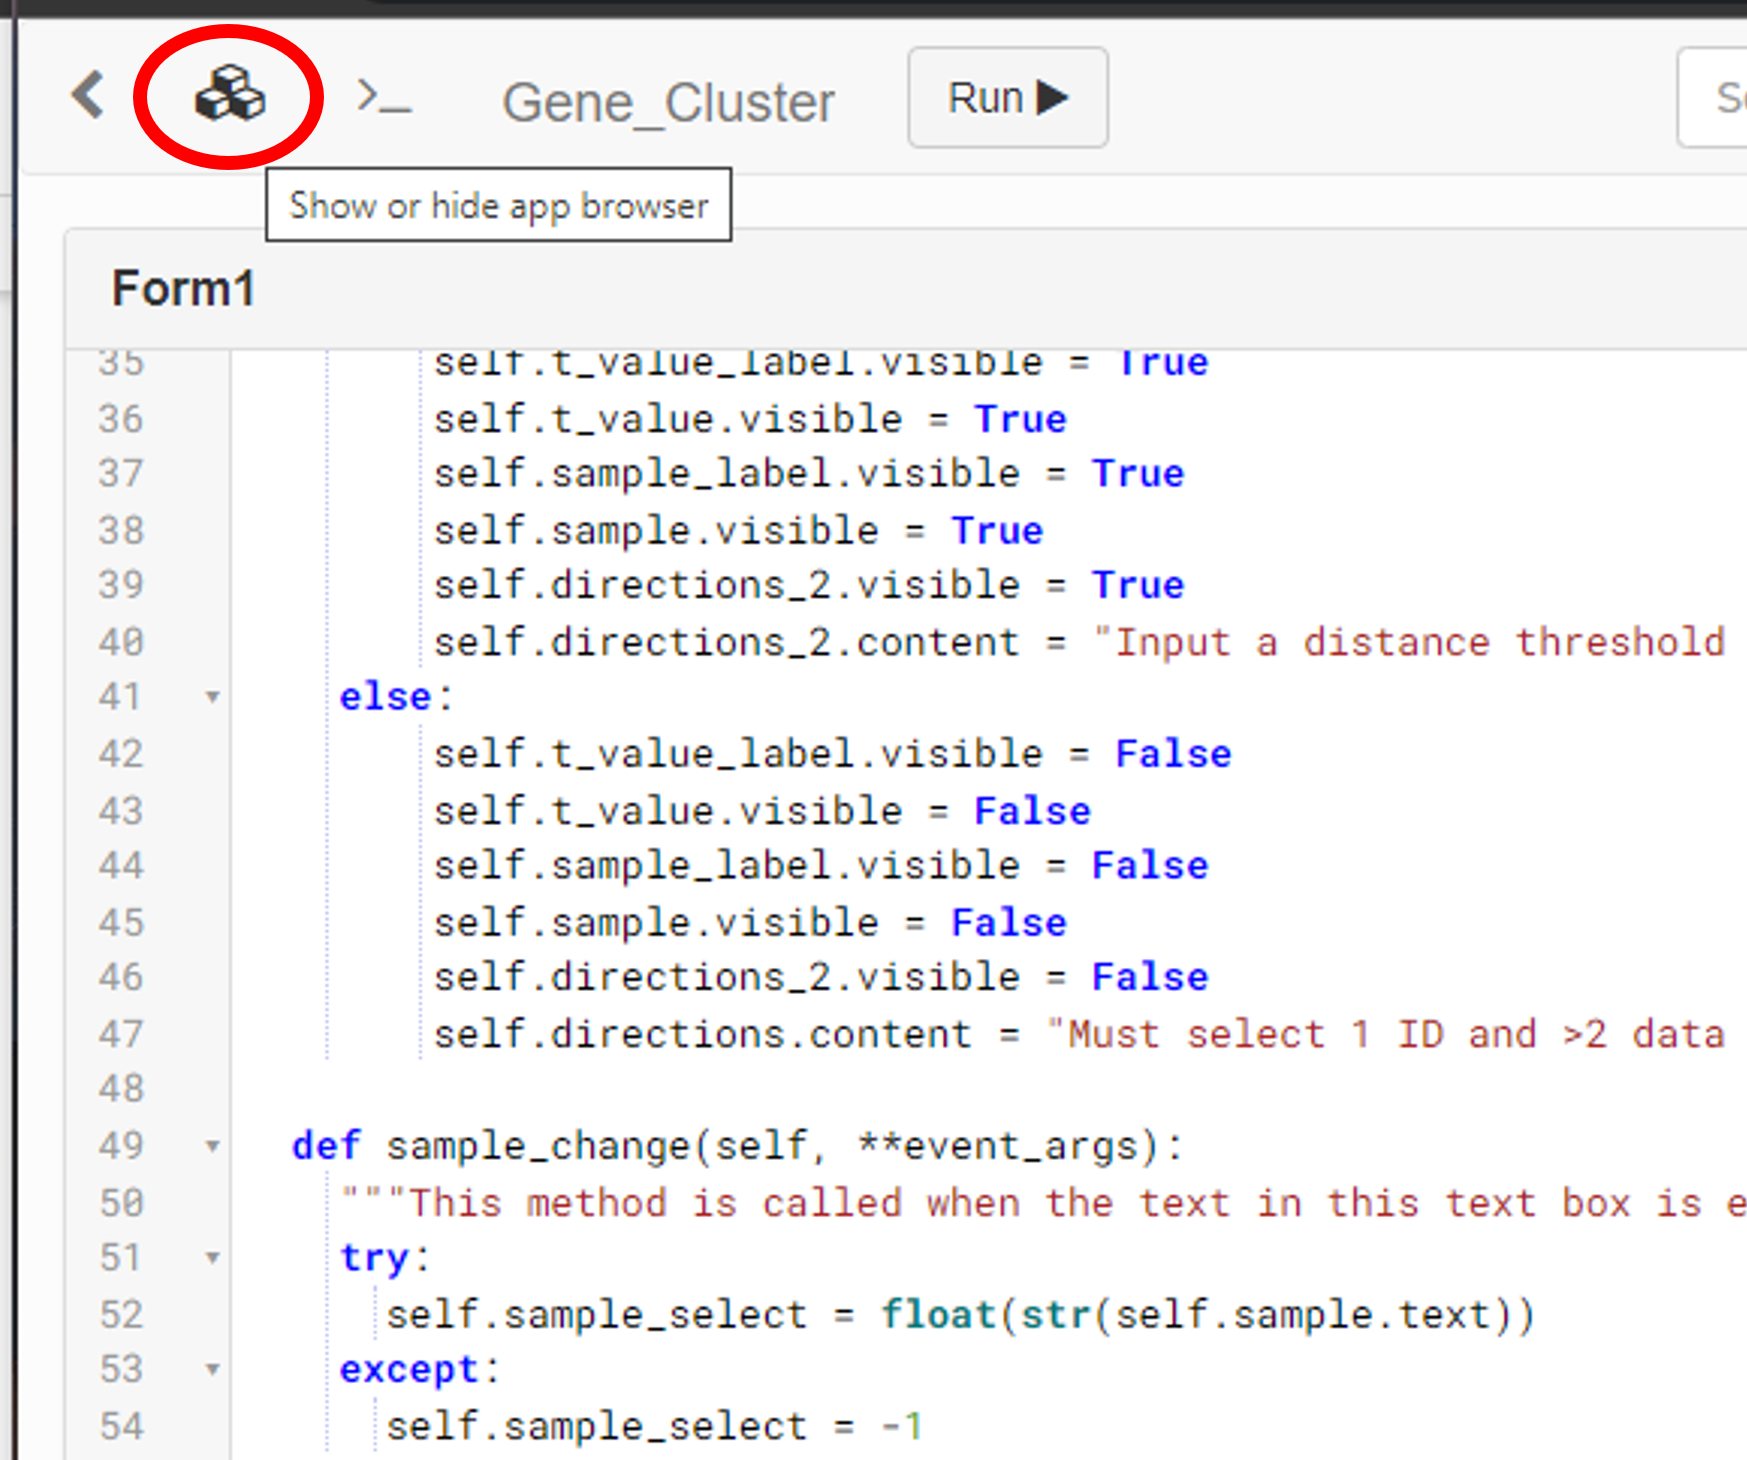 >_ Gene_Cluster Run
Show or hide app browser
Form1
35 self.t_value_label.visible = True
36 self.t_value.visible = True
37 self.sample_label.visible = True
38 self.sample.visible = True
39 self.directions_2.visible = True
40 self.directions_2.content = "Input a distance threshold
41 else:
42 self.t_value_label.visible = False
43 self.t_value.visible = False
44 self.sample_label.visible = False
45 self.sample.visible = False
46 self.directions_2.visible = False
47 self.directions.content = "Must select 1 ID and >2 data
48
49 def sample_change(self, **event_args):
50 """This method is called when the text in this text box is e
51 try:
52 self.sample_select = float(str(self.sample.text))
53 except:
54 self.sample_select = -1